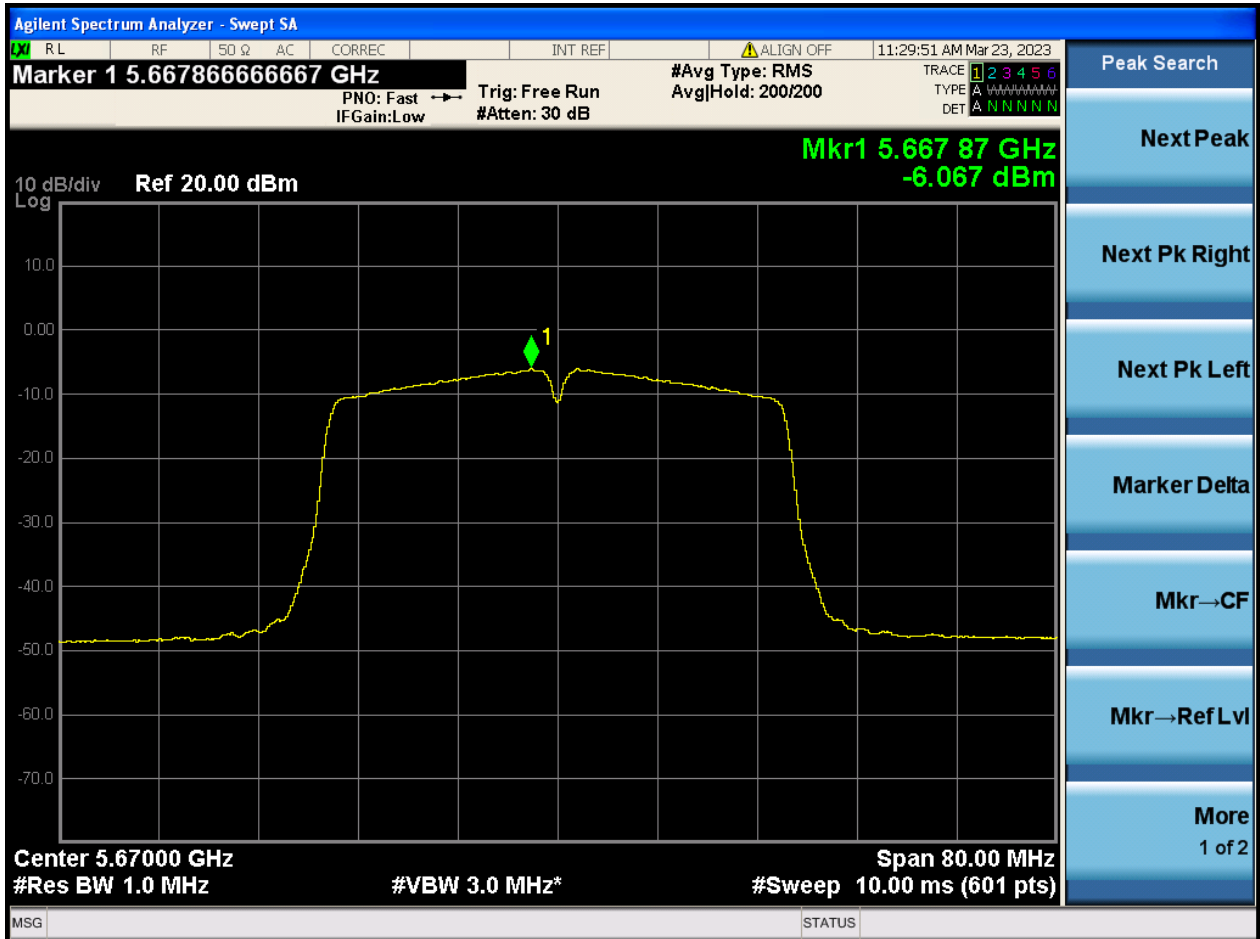 Agilent Spectrum Analyzer - Swept SA
LXI RL RF 50 Ω AC CORREC INT REF ALIGN OFF 11:29:51 AM Mar 23, 2023
Marker 1 5.667866666667 GHz
PNO: Fast
IFGain:Low
Trig: Free Run
#Atten: 30 dB
#Avg Type: RMS
Avg|Hold: 200/200
TRACE 1 2 3 4 5 6
TYPE A WWWWW
DET A N N N N N
Mkr1 5.667 87 GHz
-6.067 dBm
10 dB/div Ref 20.00 dBm
Log
10.0
0.00
-10.0
-20.0
-30.0
-40.0
-50.0
-60.0
-70.0
1
Center 5.67000 GHz Span 80.00 MHz
#Res BW 1.0 MHz #VBW 3.0 MHz* #Sweep 10.00 ms (601 pts)
MSG STATUS
Peak Search
Next Peak
Next Pk Right
Next Pk Left
Marker Delta
Mkr→CF
Mkr→Ref Lvl
More
1 of 2